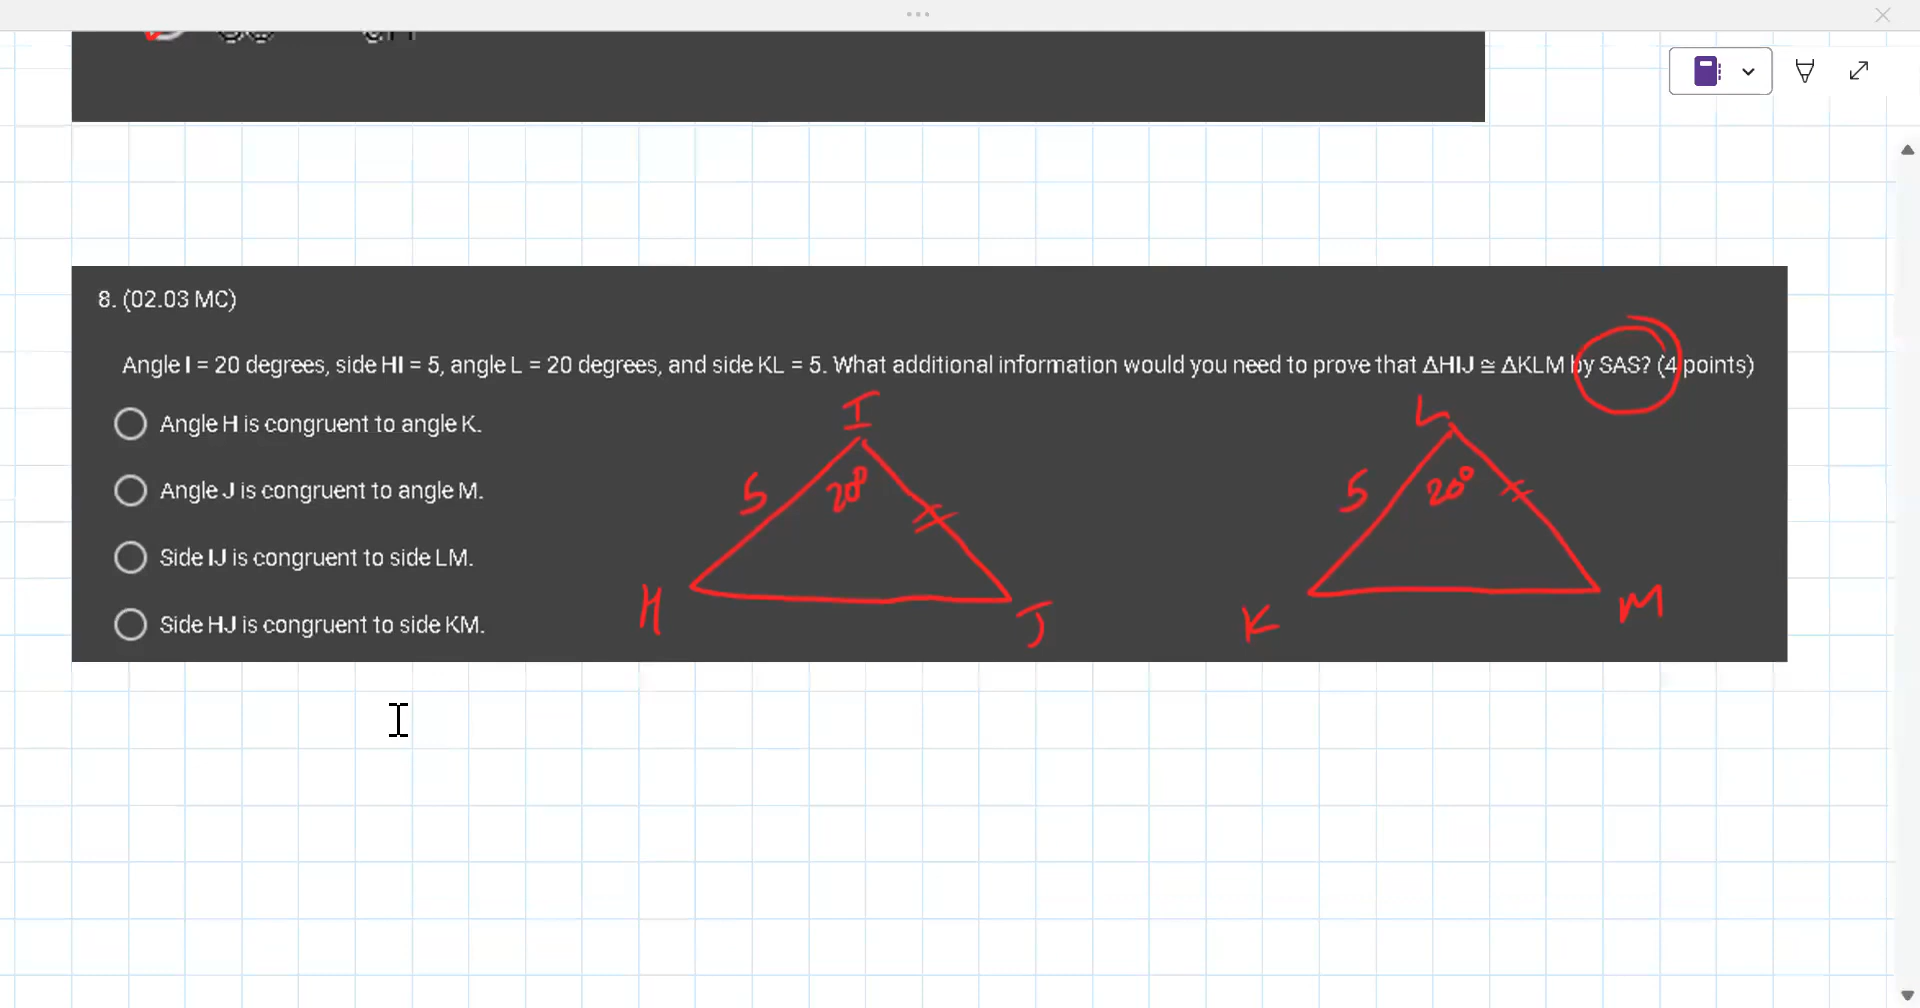 8. (02.03 MC)
Angle I = 20 degrees, side HI = 5, angle L = 20 degrees, and side KL = 5. What additional information would you need to prove that ΔHIJ ≅ ΔKLM by SAS? (4 points)
Angle H is congruent to angle K.
Angle J is congruent to angle M.
Side IJ is congruent to side LM.
Side HJ is congruent to side KM.
I
L
5
20°
5
20°
H
J
K
M